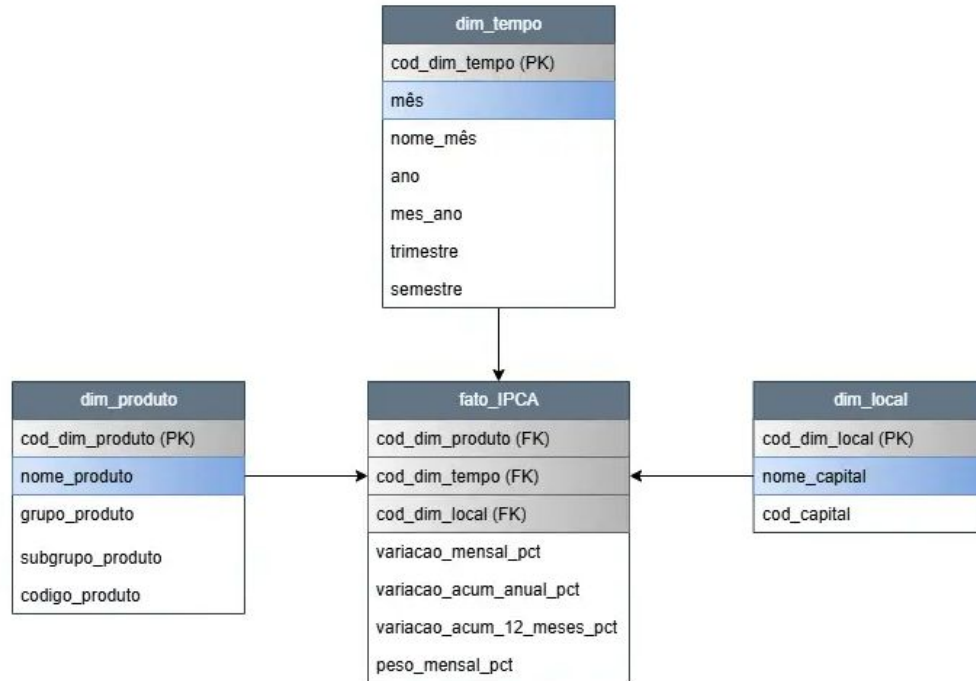 dim_tempo
cod_dim_tempo (PK)
mês
nome_mês
ano
mes_ano
trimestre
semestre
dim_produto
cod_dim_produto (PK)
nome_produto
grupo_produto
subgrupo_produto
codigo_produto
fato_IPCA
cod_dim_produto (FK)
cod_dim_tempo (FK)
cod_dim_local (FK)
variacao_mensal_pct
variacao_acum_anual_pct
variacao_acum_12_meses_pct
peso_mensal_pct
dim_local
cod_dim_local (PK)
nome_capital
cod_capital